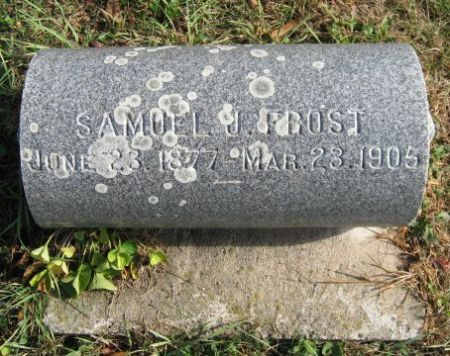 SAMUEL J. FROST
JUNE 23. 1877 - MAR. 23. 1905